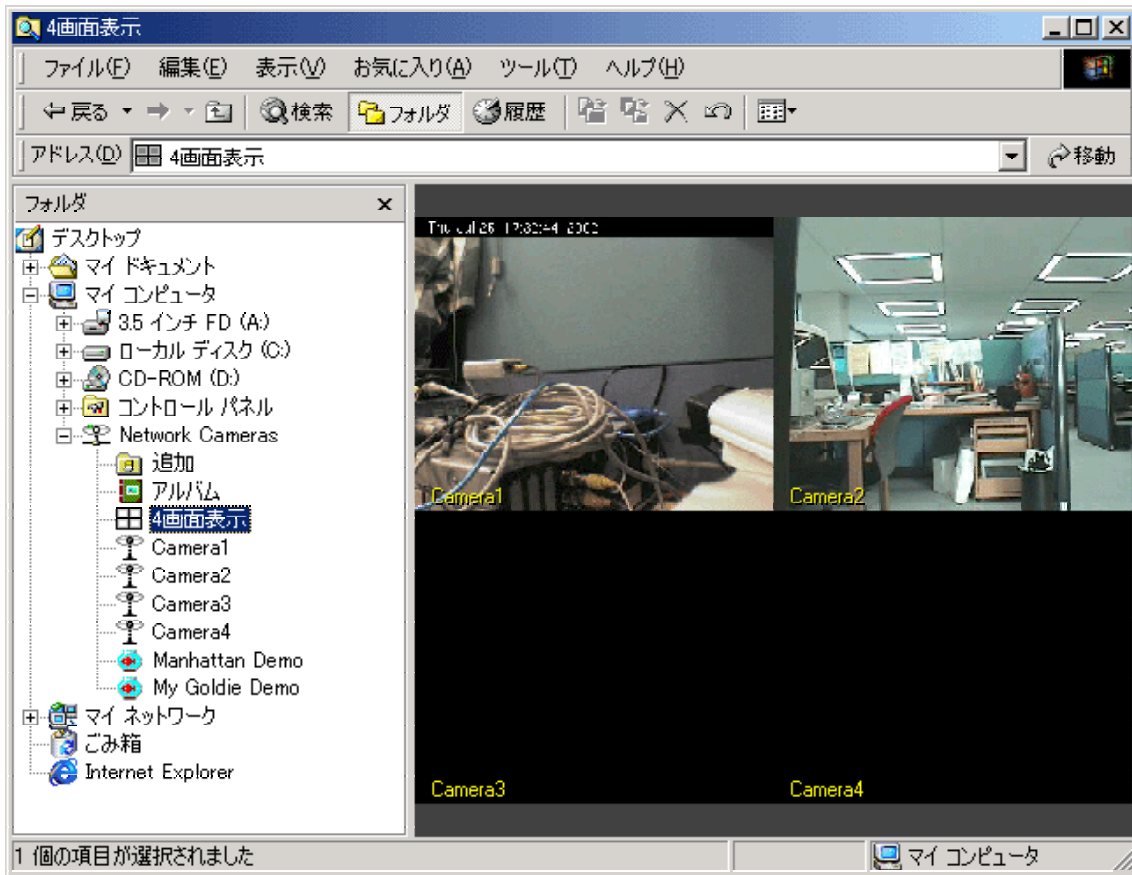 4画面表示
ファイル(F) 編集(E) 表示(V) お気に入り(A) ツール(T) ヘルプ(H)
戻る 検索 フォルダ 履歴
アドレス(D) 4画面表示 移動
フォルダ
デスクトップ
マイ ドキュメント
マイ コンピュータ
3.5 インチ FD (A:)
ローカル ディスク (C:)
CD-ROM (D:)
コントロール パネル
Network Cameras
追加
アルバム
4画面表示
Camera1
Camera2
Camera3
Camera4
Manhattan Demo
My Goldie Demo
マイ ネットワーク
ごみ箱
Internet Explorer
Thu Jul 17:32:44 2002
Camera1 Camera2
Camera3 Camera4
1 個の項目が選択されました マイ コンピュータ